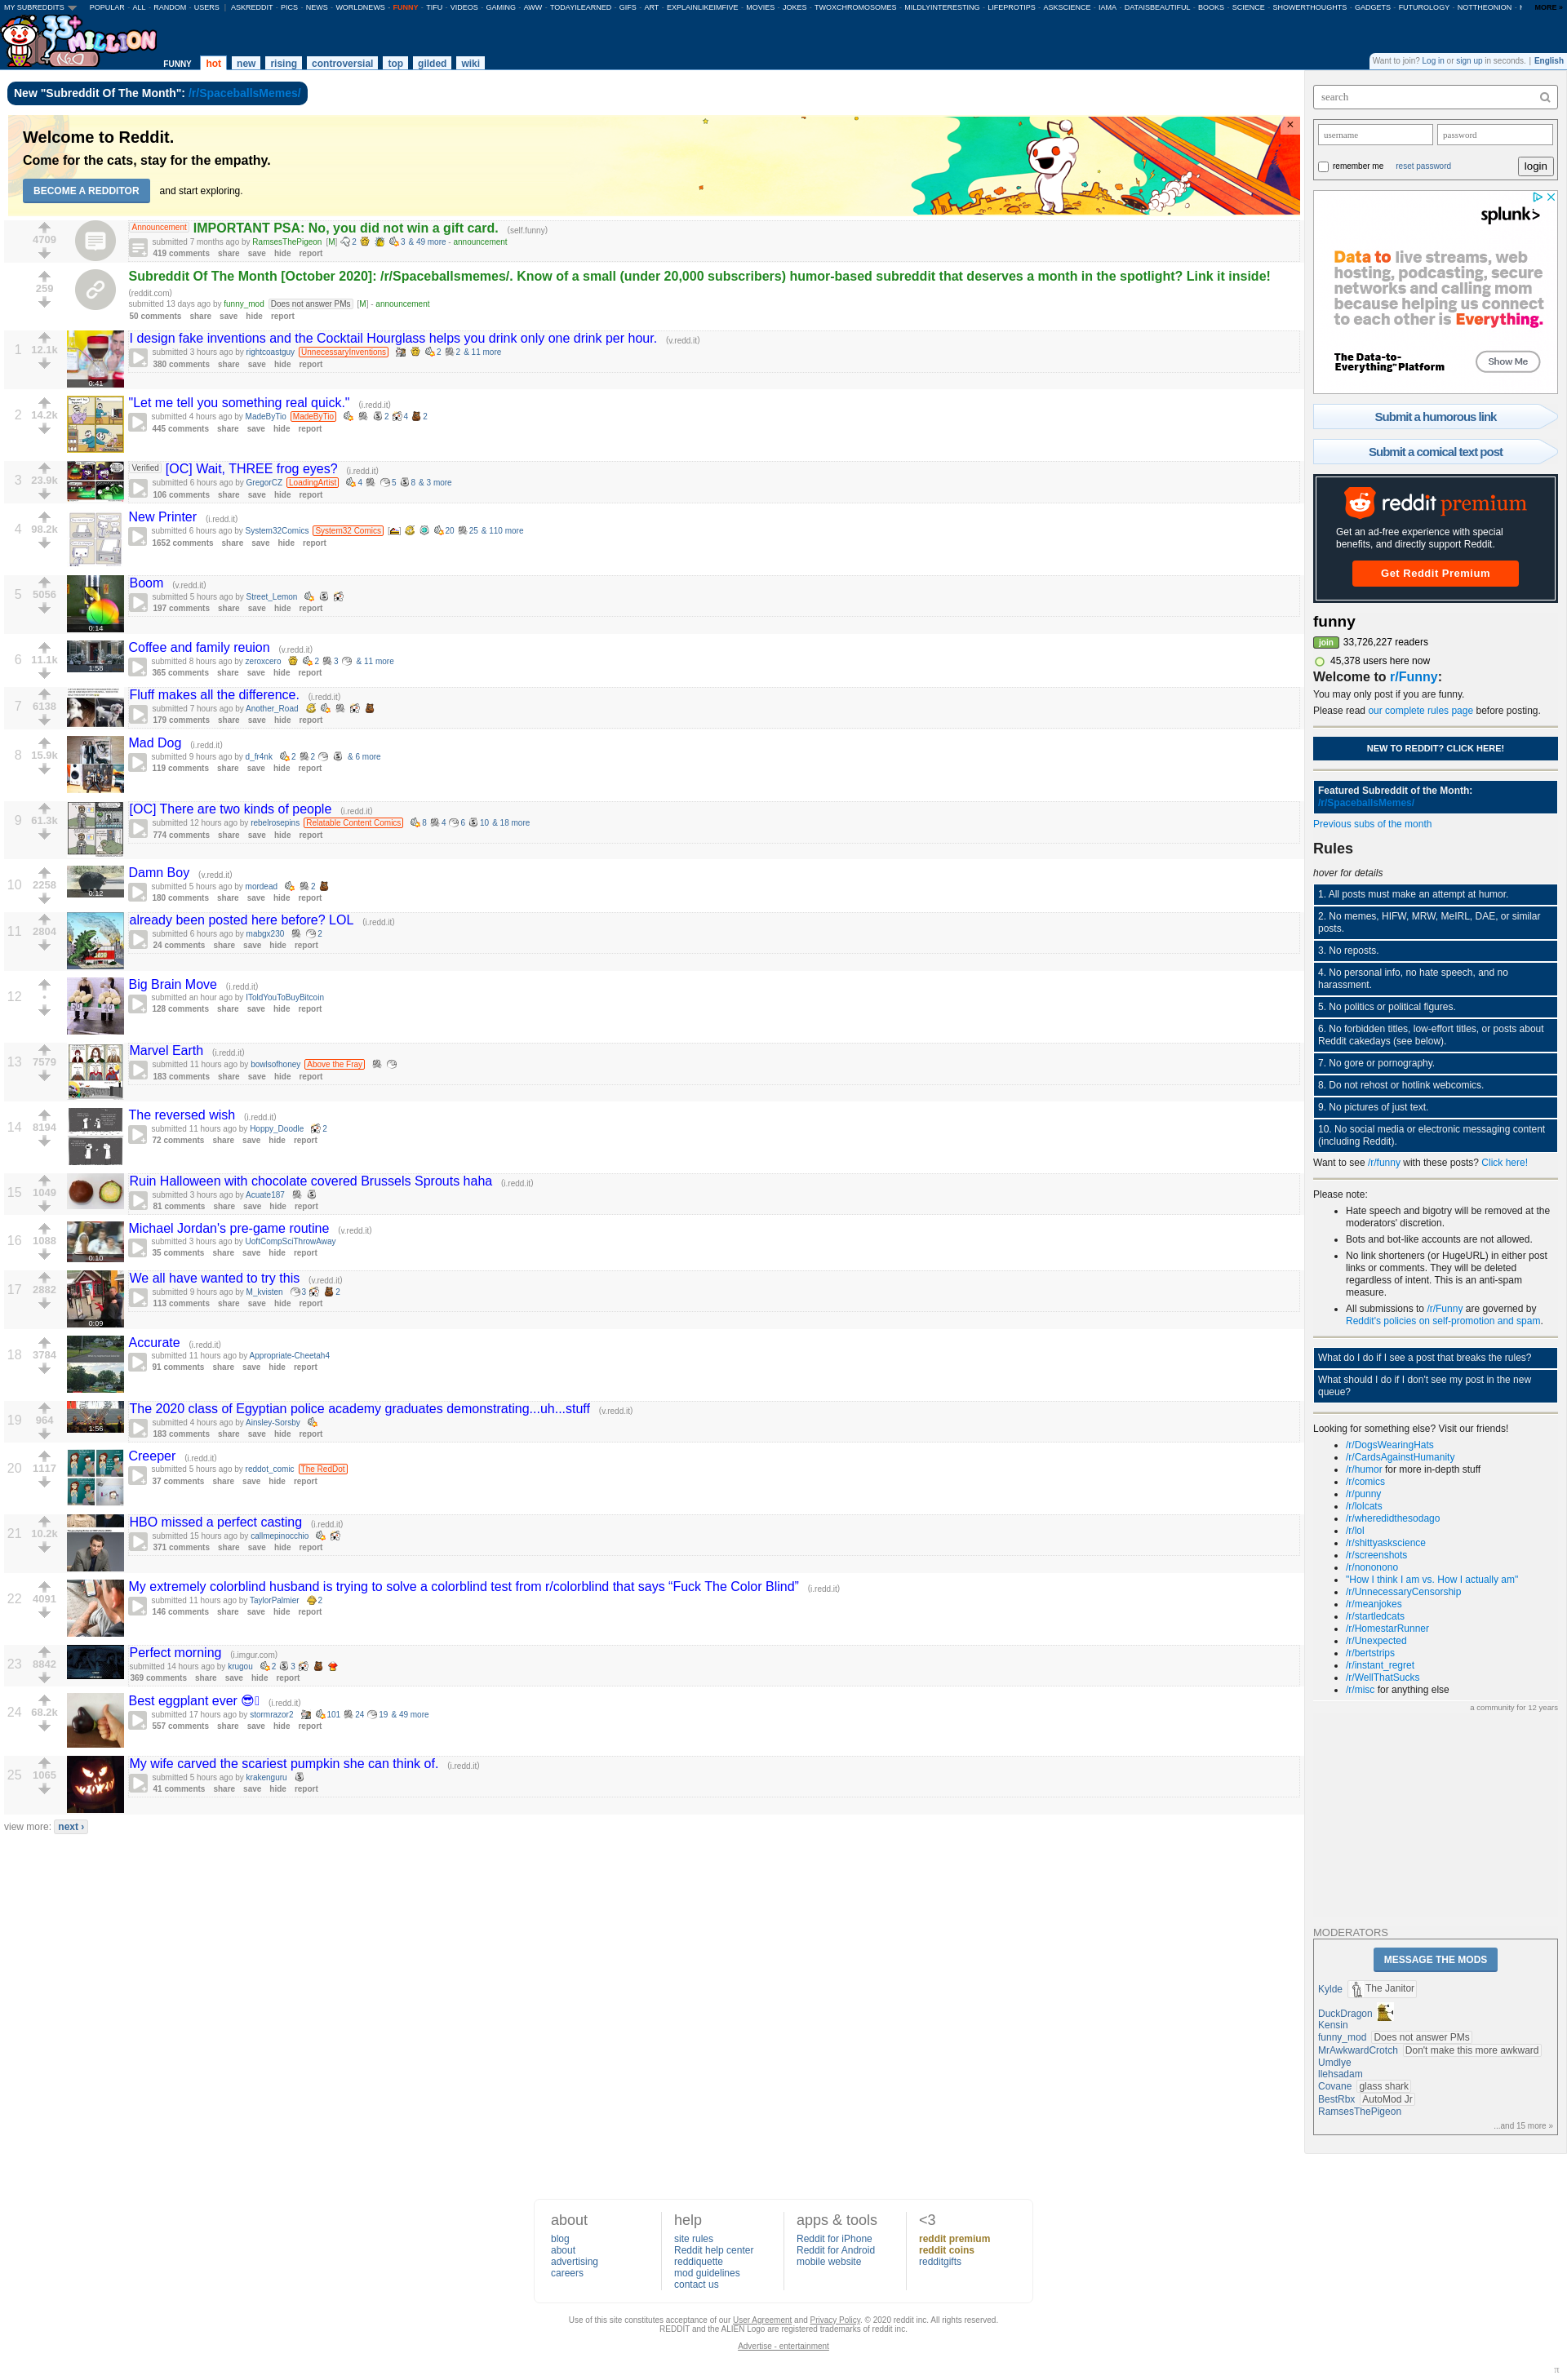 MY SUBREDDITS POPULAR - ALL - RANDOM - USERS | ASKREDDIT - PICS - NEWS - WORLDNEWS - FUNNY - TIFU - VIDEOS - GAMING - AWW - TODAYILEARNED - GIFS - ART - EXPLAINLIKEIMFIVE - MOVIES - JOKES - TWOXCHROMOSOMES - MILDLYINTERESTING - LIFEPROTIPS - ASKSCIENCE - IAMA - DATAISBEAUTIFUL - BOOKS - SCIENCE - SHOWERTHOUGHTS - GADGETS - FUTUROLOGY - NOTTHEONION - MORE »
33+ MILLION
FUNNY hot new rising controversial top gilded wiki
Want to join? Log in or sign up in seconds. | English
New "Subreddit Of The Month": /r/SpaceballsMemes/
Welcome to Reddit.
Come for the cats, stay for the empathy.
BECOME A REDDITOR and start exploring.
4709
Announcement IMPORTANT PSA: No, you did not win a gift card. (self.funny)
submitted 7 months ago by RamsesThePigeon [M] 2 3 & 49 more - announcement
419 comments share save hide report
259
Subreddit Of The Month [October 2020]: /r/Spaceballsmemes/. Know of a small (under 20,000 subscribers) humor-based subreddit that deserves a month in the spotlight? Link it inside!
(reddit.com)
submitted 13 days ago by funny_mod Does not answer PMs [M] - announcement
50 comments share save hide report
1 12.1k 0:41
I design fake inventions and the Cocktail Hourglass helps you drink only one drink per hour. (v.redd.it)
submitted 3 hours ago by rightcoastguy UnnecessaryInventions 2 2 & 11 more
380 comments share save hide report
2 14.2k
"Let me tell you something real quick." (i.redd.it)
submitted 4 hours ago by MadeByTio MadeByTio 2 4 2
445 comments share save hide report
3 23.9k
Verified [OC] Wait, THREE frog eyes? (i.redd.it)
submitted 6 hours ago by GregorCZ LoadingArtist 4 5 8 & 3 more
106 comments share save hide report
4 98.2k
New Printer (i.redd.it)
submitted 6 hours ago by System32Comics System32 Comics 20 25 & 110 more
1652 comments share save hide report
5 5056 0:14
Boom (v.redd.it)
submitted 5 hours ago by Street_Lemon
197 comments share save hide report
6 11.1k 1:58
Coffee and family reuion (v.redd.it)
submitted 8 hours ago by zeroxcero 2 3 & 11 more
365 comments share save hide report
7 6138
Fluff makes all the difference. (i.redd.it)
submitted 7 hours ago by Another_Road
179 comments share save hide report
8 15.9k
Mad Dog (i.redd.it)
submitted 9 hours ago by d_fr4nk 2 2 & 6 more
119 comments share save hide report
9 61.3k
[OC] There are two kinds of people (i.redd.it)
submitted 12 hours ago by rebelrosepins Relatable Content Comics 8 4 6 10 & 18 more
774 comments share save hide report
10 2258 0:12
Damn Boy (v.redd.it)
submitted 5 hours ago by mordead 2
180 comments share save hide report
11 2804
already been posted here before? LOL (i.redd.it)
submitted 6 hours ago by mabgx230 2
24 comments share save hide report
12 •
Big Brain Move (i.redd.it)
submitted an hour ago by IToldYouToBuyBitcoin
128 comments share save hide report
13 7579
Marvel Earth (i.redd.it)
submitted 11 hours ago by bowlsofhoney Above the Fray
183 comments share save hide report
14 8194
The reversed wish (i.redd.it)
submitted 11 hours ago by Hoppy_Doodle 2
72 comments share save hide report
15 1049
Ruin Halloween with chocolate covered Brussels Sprouts haha (i.redd.it)
submitted 3 hours ago by Acuate187
81 comments share save hide report
16 1088 0:10
Michael Jordan's pre-game routine (v.redd.it)
submitted 3 hours ago by UoftCompSciThrowAway
35 comments share save hide report
17 2882 0:09
We all have wanted to try this (v.redd.it)
submitted 9 hours ago by M_kvisten 3 2
113 comments share save hide report
18 3784
Accurate (i.redd.it)
submitted 11 hours ago by Appropriate-Cheetah4
91 comments share save hide report
19 964 1:56
The 2020 class of Egyptian police academy graduates demonstrating...uh...stuff (v.redd.it)
submitted 4 hours ago by Ainsley-Sorsby
183 comments share save hide report
20 1117
Creeper (i.redd.it)
submitted 5 hours ago by reddot_comic The RedDot
37 comments share save hide report
21 10.2k
HBO missed a perfect casting (i.redd.it)
submitted 15 hours ago by callmepinocchio
371 comments share save hide report
22 4091
My extremely colorblind husband is trying to solve a colorblind test from r/colorblind that says “Fuck The Color Blind” (i.redd.it)
submitted 11 hours ago by TaylorPalmier 2
146 comments share save hide report
23 8842
Perfect morning (i.imgur.com)
submitted 14 hours ago by krugou 2 3
369 comments share save hide report
24 68.2k
Best eggplant ever 😎 (i.redd.it)
submitted 17 hours ago by stormrazor2 101 24 19 & 49 more
557 comments share save hide report
25 1065
My wife carved the scariest pumpkin she can think of. (i.redd.it)
submitted 5 hours ago by krakenguru
41 comments share save hide report
view more: next ›
search
username password
remember me reset password login
splunk>
Data to livestreams, web
hosting, podcasting, secure
networks and calling mom
because helping us connect
to each other is Everything.
The Data-to-
Everything™ Platform
Show Me
Submit a humorous link
Submit a comical text post
reddit premium
Get an ad-free experience with special
benefits, and directly support Reddit.
Get Reddit Premium
funny
join 33,726,227 readers
45,378 users here now
Welcome to r/Funny:
You may only post if you are funny.
Please read our complete rules page before posting.
NEW TO REDDIT? CLICK HERE!
Featured Subreddit of the Month:
/r/SpaceballsMemes/
Previous subs of the month
Rules
hover for details
1. All posts must make an attempt at humor.
2. No memes, HIFW, MRW, MeIRL, DAE, or similar
posts.
3. No reposts.
4. No personal info, no hate speech, and no
harassment.
5. No politics or political figures.
6. No forbidden titles, low-effort titles, or posts about
Reddit cakedays (see below).
7. No gore or pornography.
8. Do not rehost or hotlink webcomics.
9. No pictures of just text.
10. No social media or electronic messaging content
(including Reddit).
Want to see /r/funny with these posts? Click here!
Please note:
• Hate speech and bigotry will be removed at the
moderators' discretion.
• Bots and bot-like accounts are not allowed.
• No link shorteners (or HugeURL) in either post
links or comments. They will be deleted
regardless of intent. This is an anti-spam
measure.
• All submissions to /r/Funny are governed by
Reddit's policies on self-promotion and spam.
What do I do if I see a post that breaks the rules?
What should I do if I don't see my post in the new
queue?
Looking for something else? Visit our friends!
• /r/DogsWearingHats
• /r/CardsAgainstHumanity
• /r/humor for more in-depth stuff
• /r/comics
• /r/punny
• /r/lolcats
• /r/wheredidthesodago
• /r/lol
• /r/shittyaskscience
• /r/screenshots
• /r/nononono
• "How I think I am vs. How I actually am"
• /r/UnnecessaryCensorship
• /r/meanjokes
• /r/startledcats
• /r/HomestarRunner
• /r/Unexpected
• /r/bertstrips
• /r/instant_regret
• /r/WellThatSucks
• /r/misc for anything else
a community for 12 years
MODERATORS
MESSAGE THE MODS
Kylde The Janitor
DuckDragon
Kensin
funny_mod Does not answer PMs
MrAwkwardCrotch Don't make this more awkward
Umdlye
llehsadam
Covane glass shark
BestRbx AutoMod Jr
RamsesThePigeon
...and 15 more »
about
blog
about
advertising
careers
help
site rules
Reddit help center
reddiquette
mod guidelines
contact us
apps & tools
Reddit for iPhone
Reddit for Android
mobile website
<3
reddit premium
reddit coins
redditgifts
Use of this site constitutes acceptance of our User Agreement and Privacy Policy. © 2020 reddit inc. All rights reserved.
REDDIT and the ALIEN Logo are registered trademarks of reddit inc.
Advertise - entertainment
π